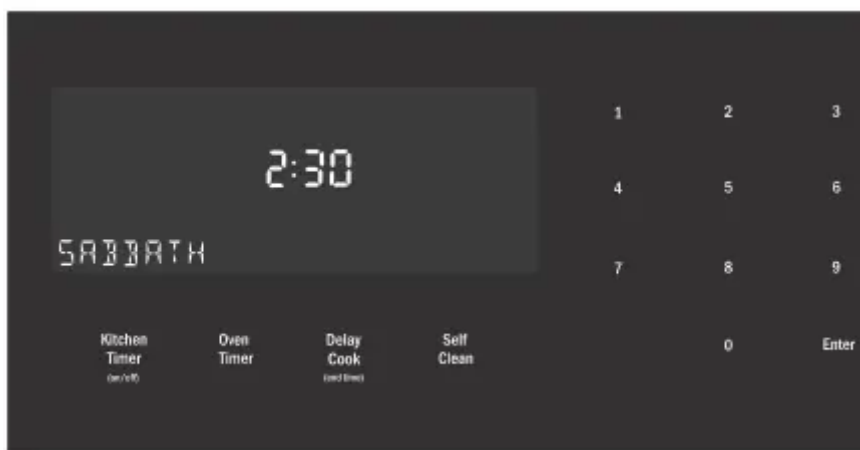 2:30
SABBATH
1 2 3
4 5 6
7 8 9
0 Enter
Kitchen Timer (on/off)
Oven Timer
Delay Cook (end time)
Self Clean